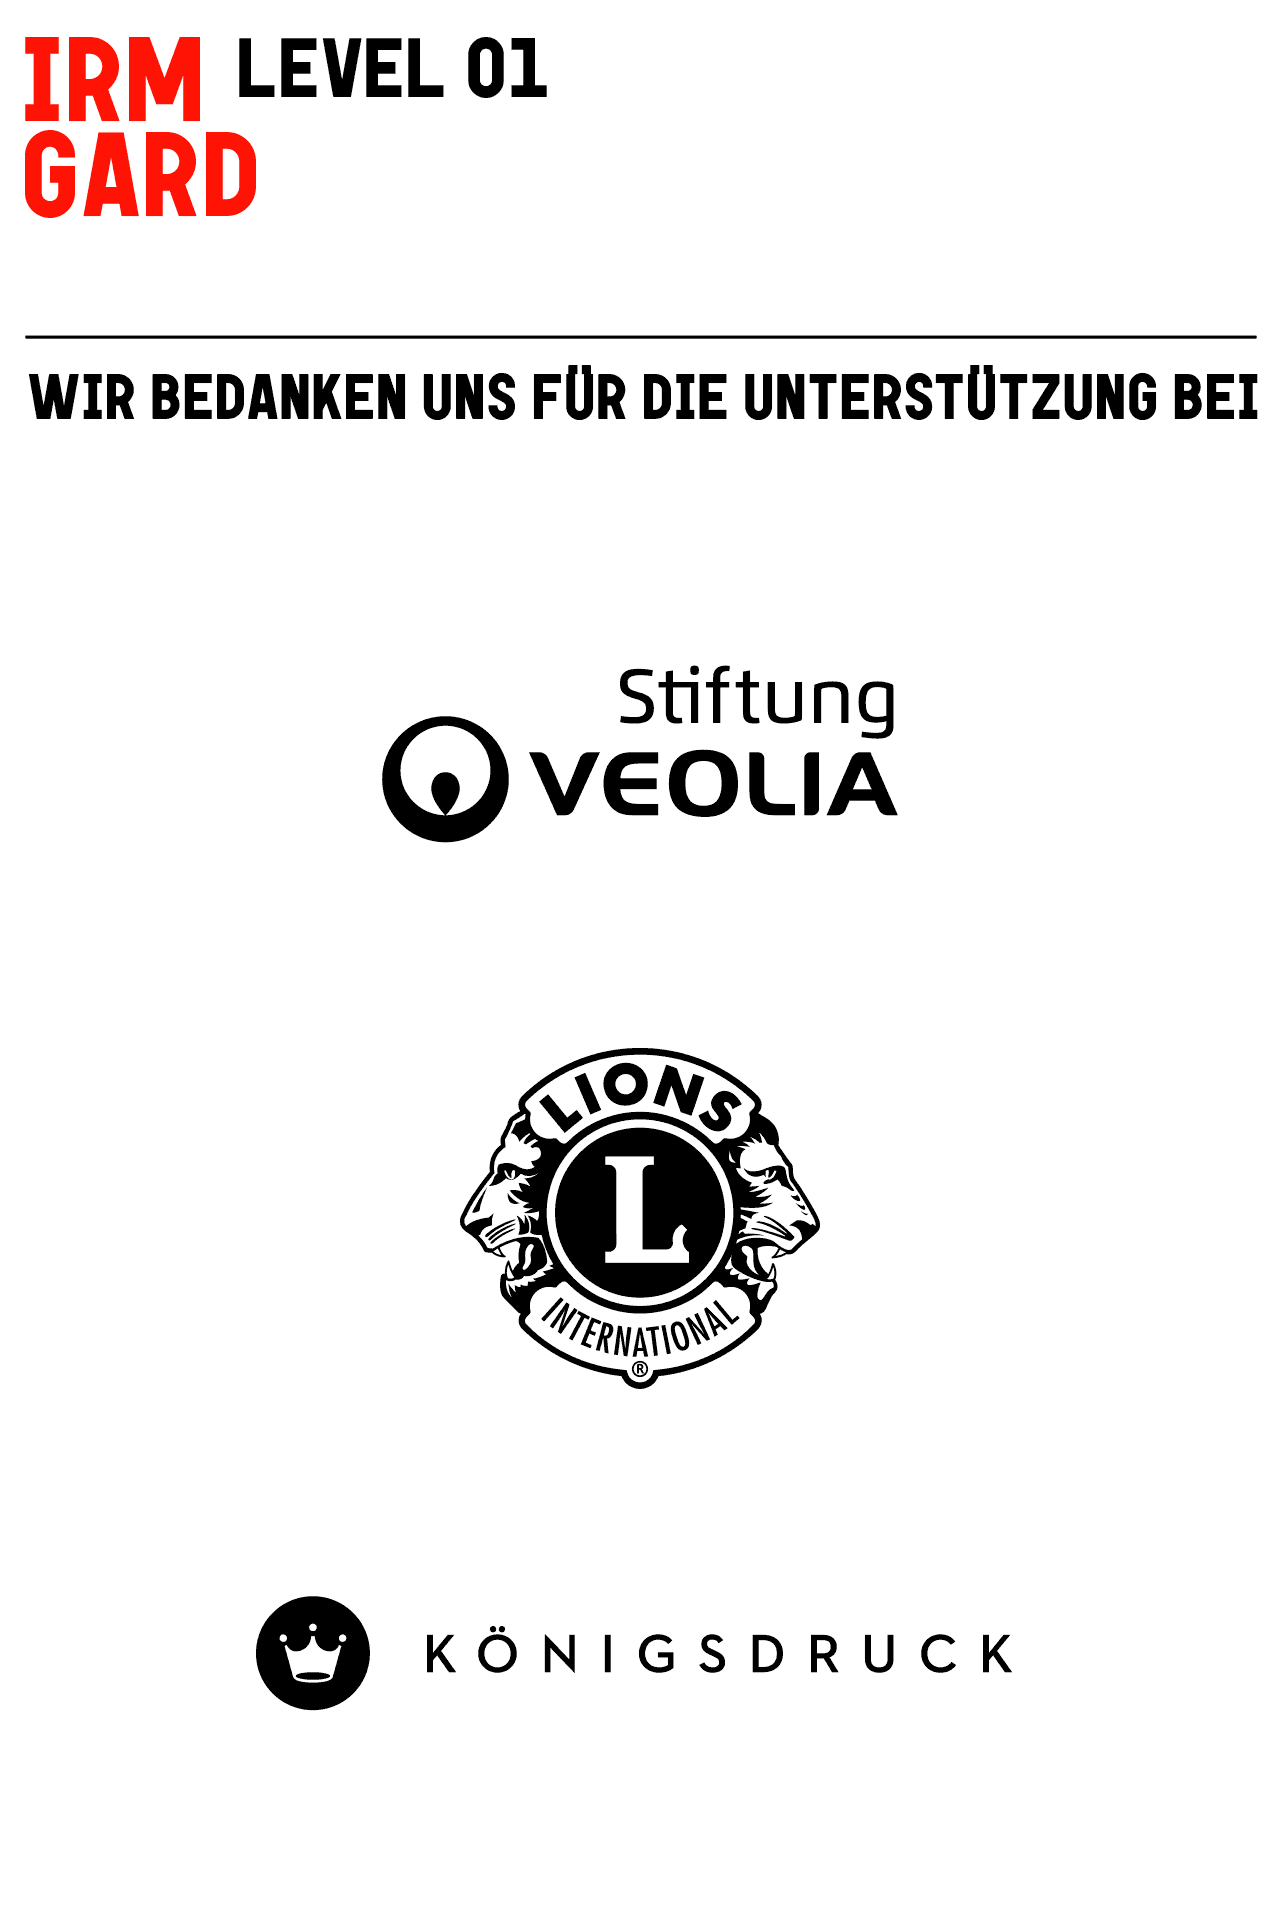 IRM
GARD
LEVEL 01
WIR BEDANKEN UNS FÜR DIE UNTERSTÜTZUNG BEI
Stiftung
VEOLIA
LIONS
L
INTERNATIONAL
®
KÖNIGSDRUCK